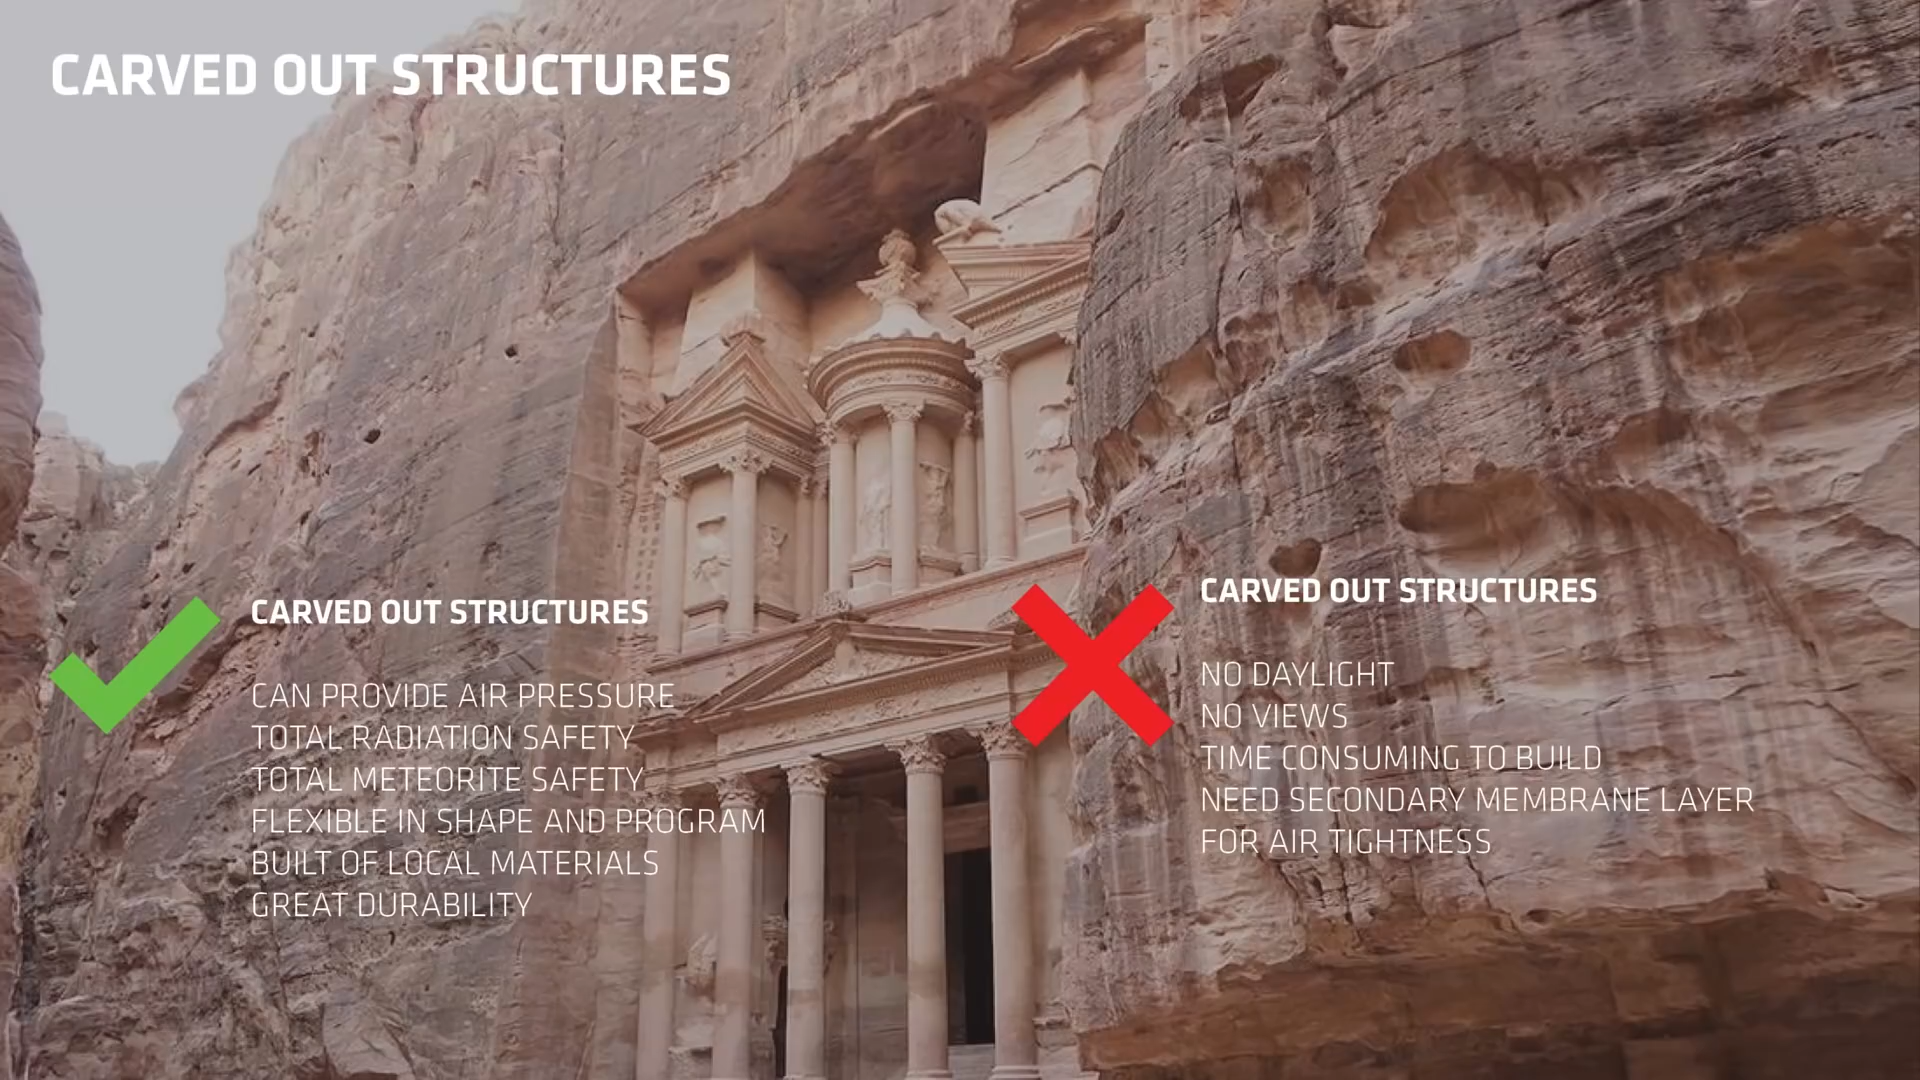 CARVED OUT STRUCTURES
CARVED OUT STRUCTURES
CAN PROVIDE AIR PRESSURE
TOTAL RADIATION SAFETY
TOTAL METEORITE SAFETY
FLEXIBLE IN SHAPE AND PROGRAM
BUILT OF LOCAL MATERIALS
GREAT DURABILITY
CARVED OUT STRUCTURES
NO DAYLIGHT
NO VIEWS
TIME CONSUMING TO BUILD
NEED SECONDARY MEMBRANE LAYER
FOR AIR TIGHTNESS